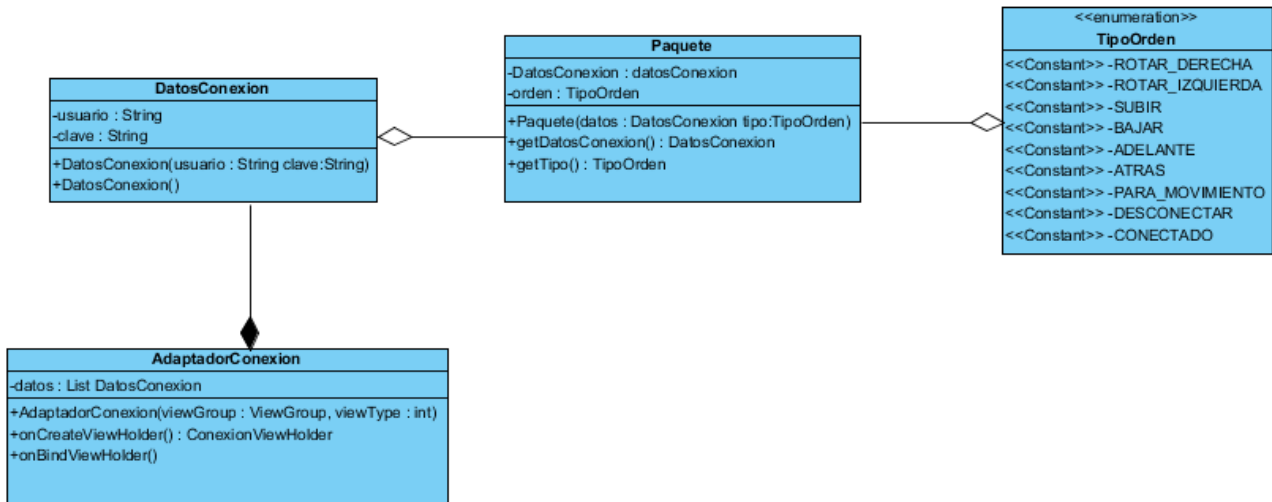 DatosConexion
-usuario : String
-clave : String
+DatosConexion(usuario : String clave:String)
+DatosConexion()
Paquete
-DatosConexion : datosConexion
-orden : TipoOrden
+Paquete(datos : DatosConexion tipo:TipoOrden)
+getDatosConexion() : DatosConexion
+getTipo() : TipoOrden
<<enumeration>>
TipoOrden
<<Constant>> -ROTAR_DERECHA
<<Constant>> -ROTAR_IZQUIERDA
<<Constant>> -SUBIR
<<Constant>> -BAJAR
<<Constant>> -ADELANTE
<<Constant>> -ATRAS
<<Constant>> -PARA_MOVIMIENTO
<<Constant>> -DESCONECTAR
<<Constant>> -CONECTADO
AdaptadorConexion
-datos : List DatosConexion
+AdaptadorConexion(viewGroup : ViewGroup, viewType : int)
+onCreateViewHolder() : ConexionViewHolder
+onBindViewHolder()